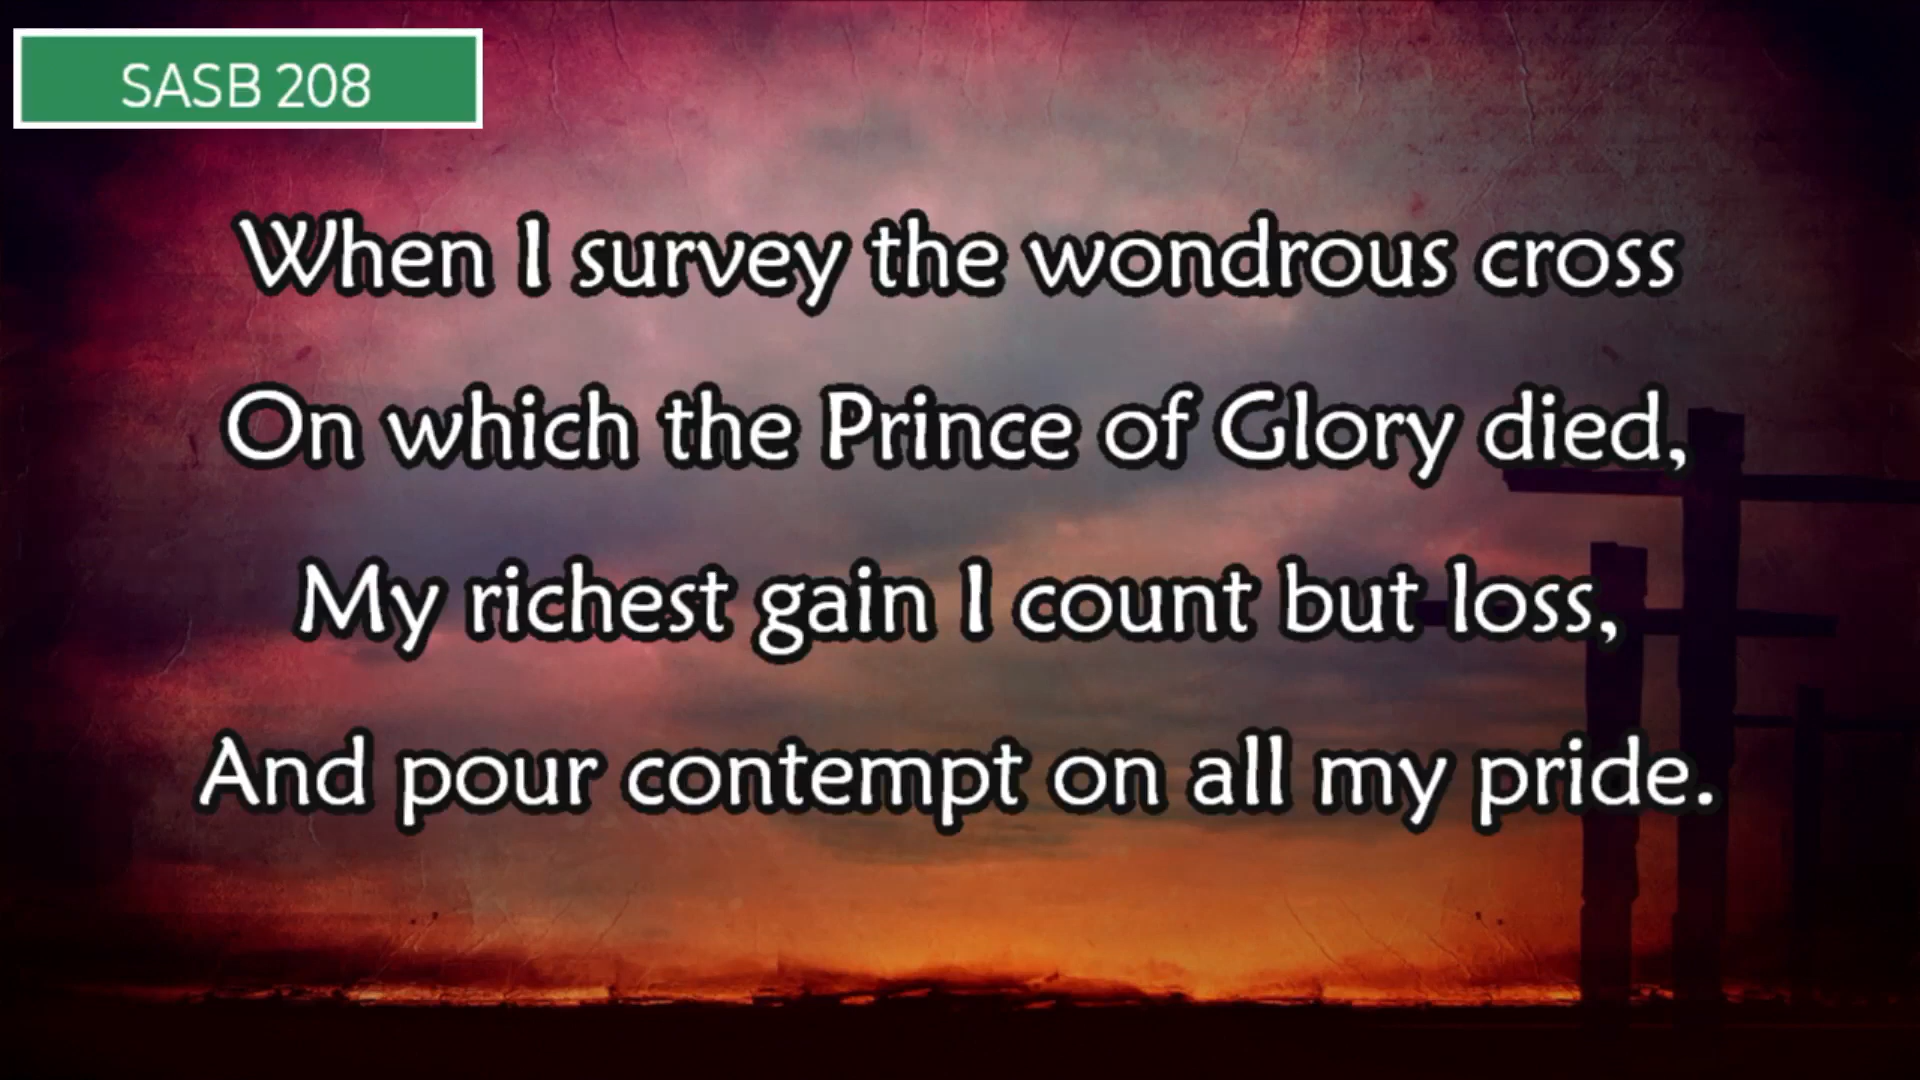 SASB 208
When I survey the wondrous cross
On which the Prince of Glory died,
My richest gain I count but loss,
And pour contempt on all my pride.